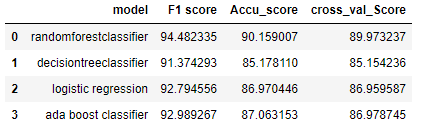 model F1 score Accu_score cross_val_Score
0 randomforestclassifier 94.482335 90.159007 89.973237
1 decisiontreeclassifier 91.374293 85.178110 85.154236
2 logistic regression 92.794556 86.970446 86.959587
3 ada boost classifier 92.989267 87.063153 86.978745